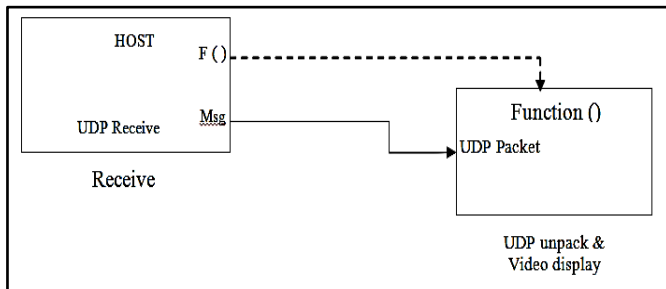 HOST
F ( )
UDP Receive
Msg
Receive
Function ()
UDP Packet
UDP unpack &
Video display